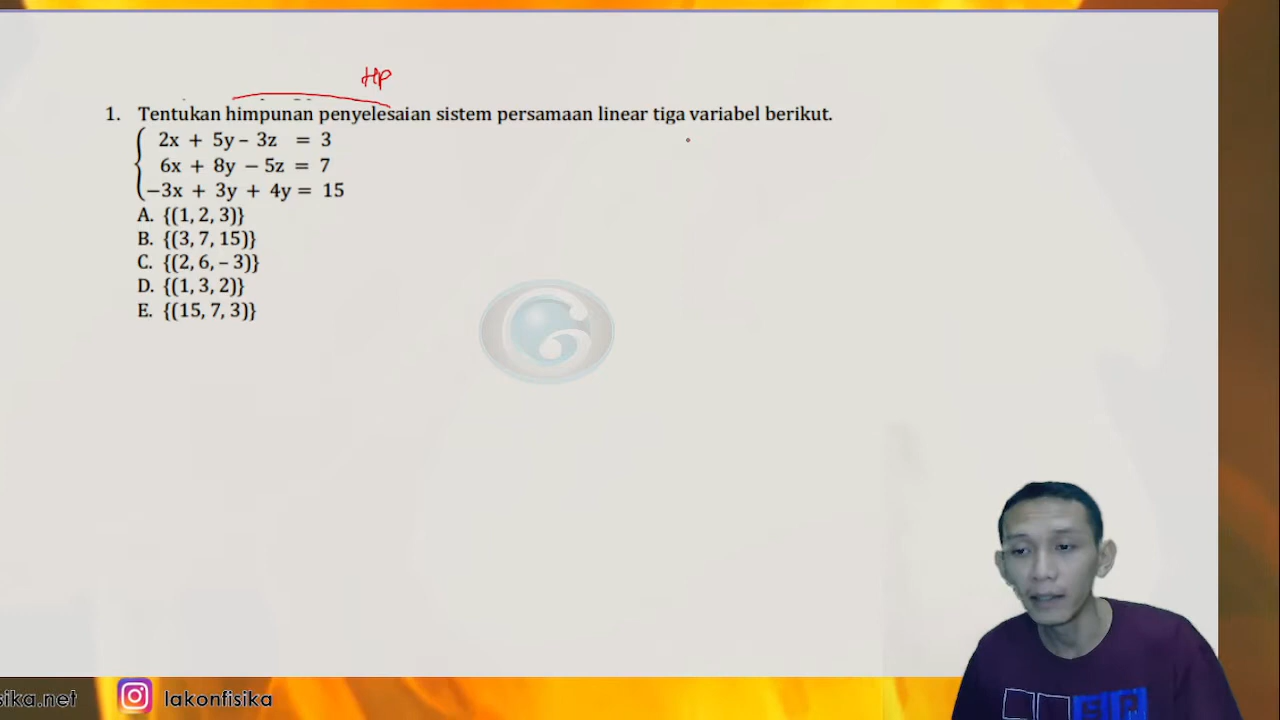 HP
1. Tentukan himpunan penyelesaian sistem persamaan linear tiga variabel berikut.
2x + 5y – 3z = 3
6x + 8y − 5z = 7
−3x + 3y + 4y = 15
A. {(1, 2, 3)}
B. {(3, 7, 15)}
C. {(2, 6, – 3)}
D. {(1, 3, 2)}
E. {(15, 7, 3)}
sika.net lakonfisika